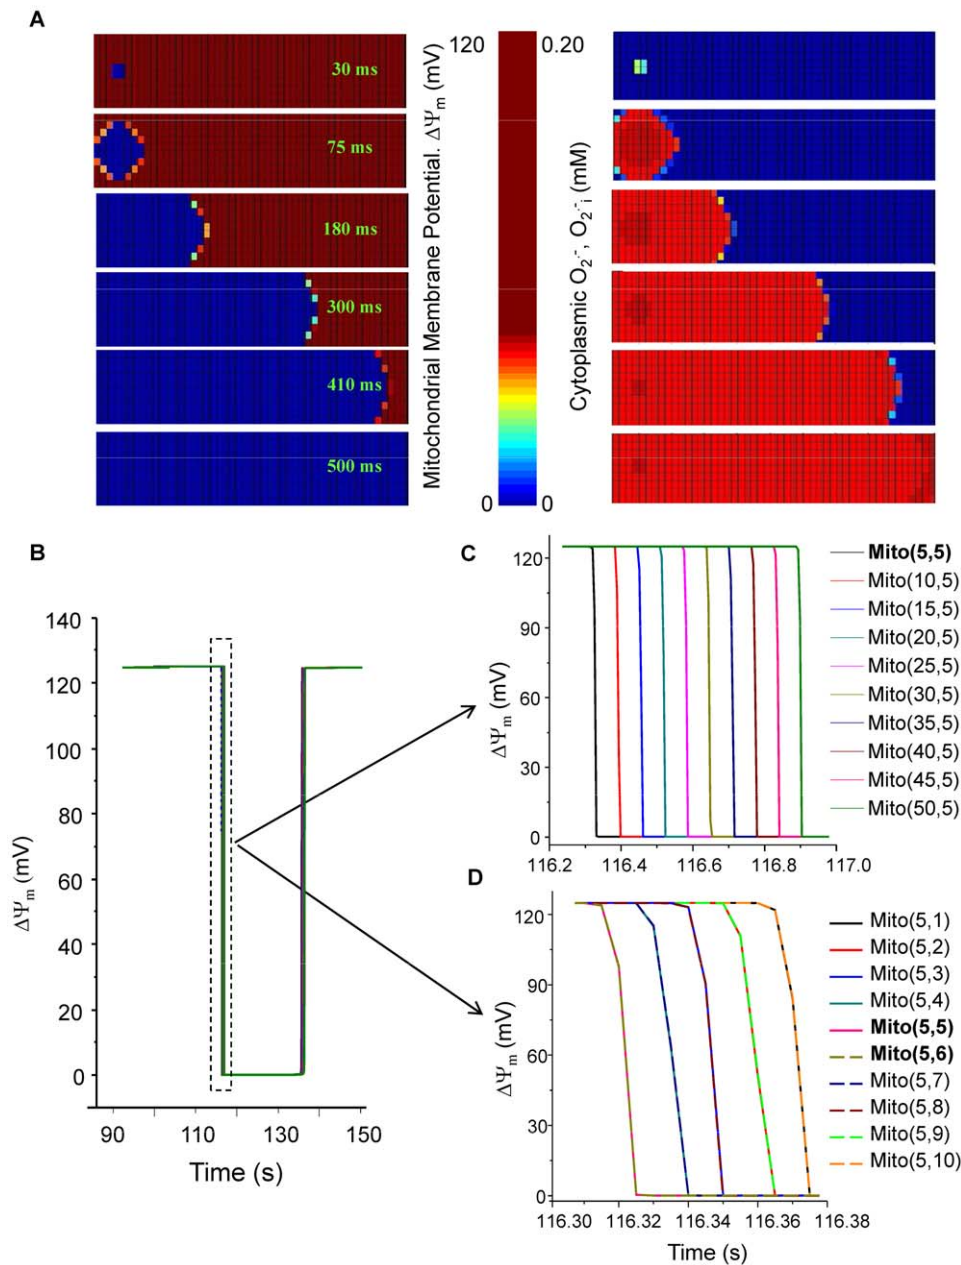 A
30 ms
75 ms
180 ms
300 ms
410 ms
500 ms
Mitochondrial Membrane Potential. ΔΨm (mV)
120
0
0.20
0
Cytoplasmic O2·-, O2·-i (mM)
B
ΔΨm (mV)
140
120
100
80
60
40
20
0
90
110
130
150
Time (s)
C
ΔΨm (mV)
120
90
60
30
0
116.2
116.4
116.6
116.8
117.0
Mito(5,5)
Mito(10,5)
Mito(15,5)
Mito(20,5)
Mito(25,5)
Mito(30,5)
Mito(35,5)
Mito(40,5)
Mito(45,5)
Mito(50,5)
D
ΔΨm (mV)
120
90
60
30
0
116.30
116.32
116.34
116.36
116.38
Time (s)
Mito(5,1)
Mito(5,2)
Mito(5,3)
Mito(5,4)
Mito(5,5)
Mito(5,6)
Mito(5,7)
Mito(5,8)
Mito(5,9)
Mito(5,10)